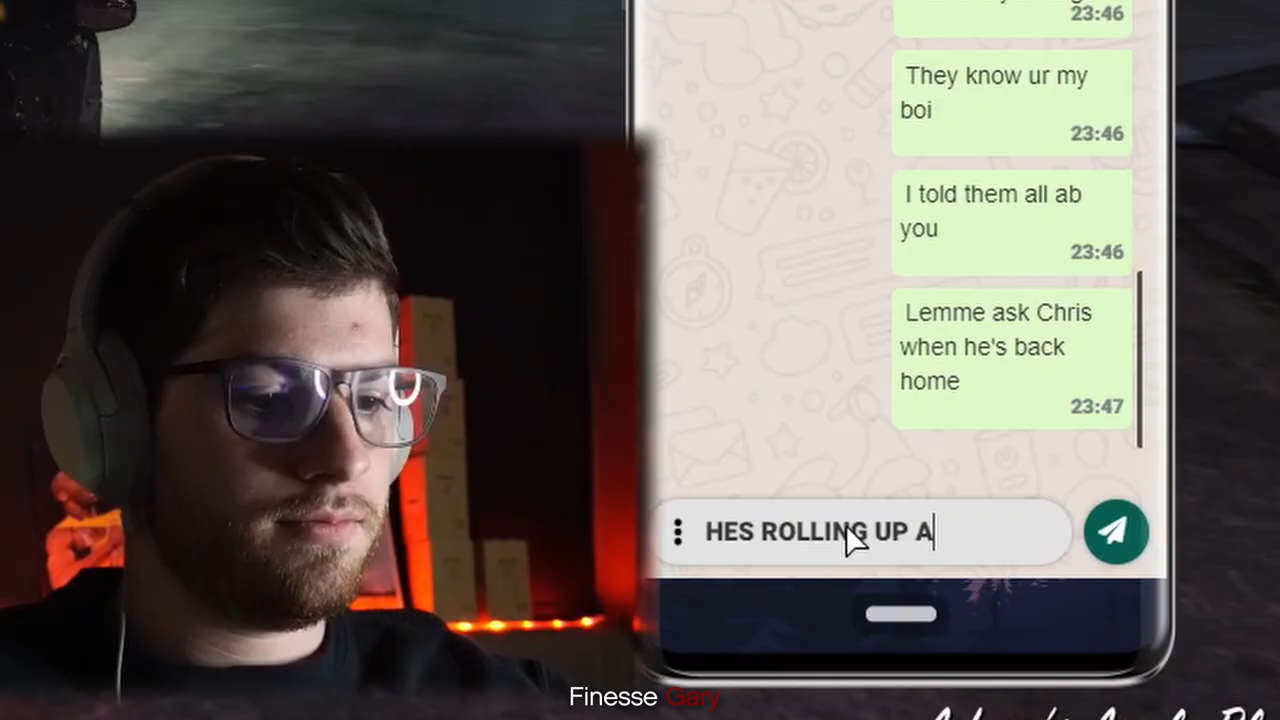 23:46
They know ur my
boi
23:46
I told them all ab
you
23:46
Lemme ask Chris
when he's back
home
23:47
HES ROLLING UP A
Finesse Gary